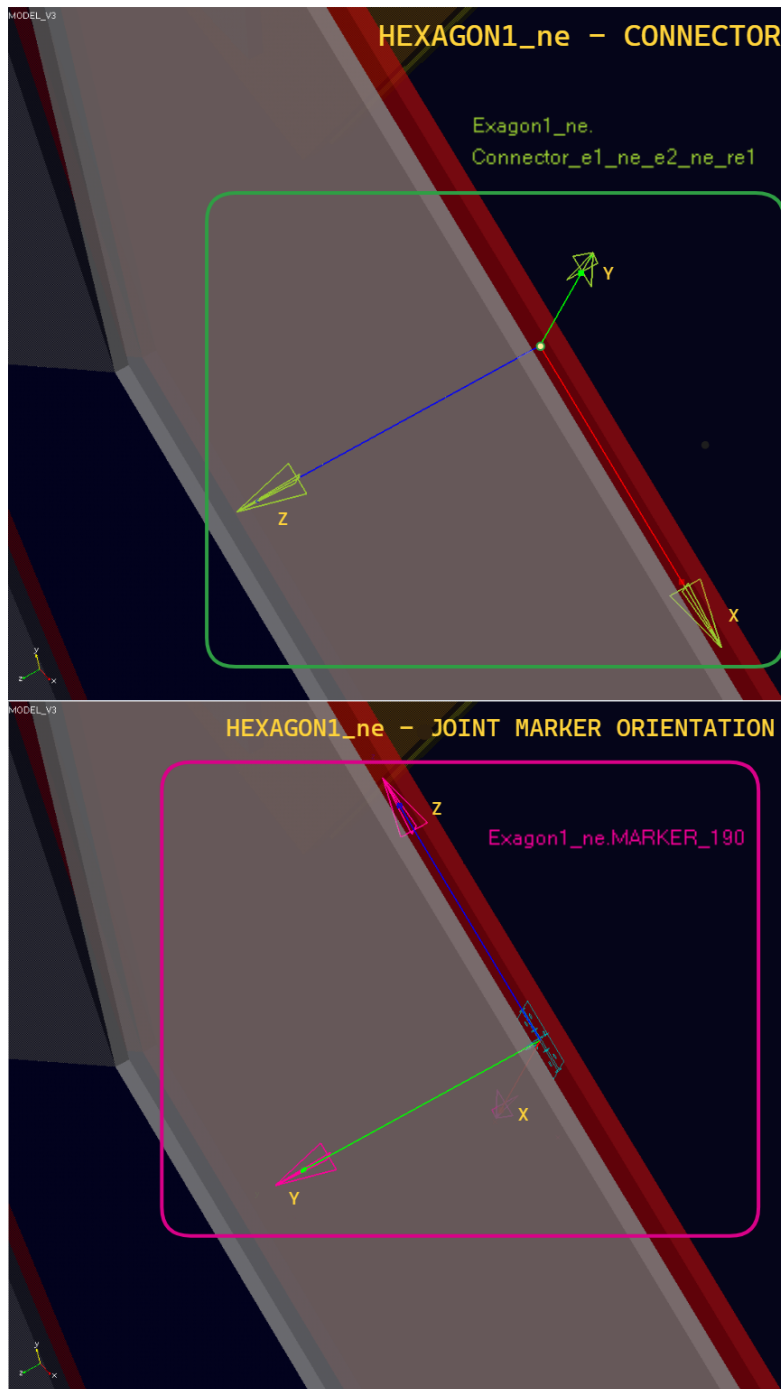 MODEL_V3
HEXAGON1_ne – CONNECTOR
Exagon1_ne.
Connector_e1_ne_e2_ne_re1
Y
Z
X
y
z
x
MODEL_V3
HEXAGON1_ne – JOINT MARKER ORIENTATION
Z
Exagon1_ne.MARKER_190
X
Y
y
z
x